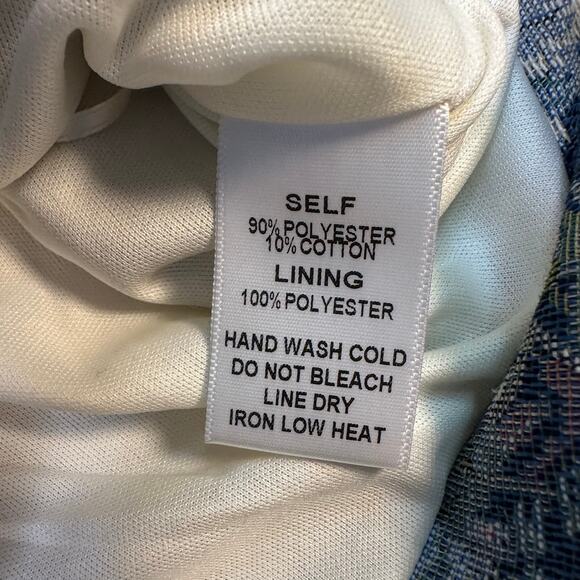 SELF
90% POLYESTER
10% COTTON
LINING
100% POLYESTER
HAND WASH COLD
DO NOT BLEACH
LINE DRY
IRON LOW HEAT